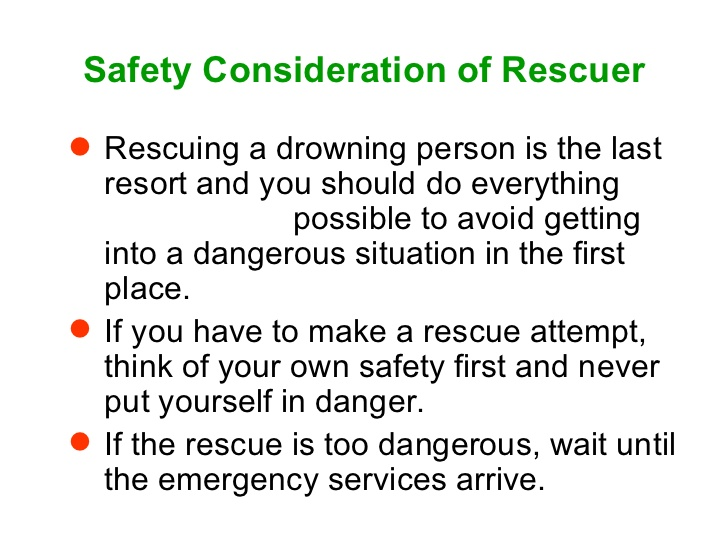 Safety Consideration of Rescuer
Rescuing a drowning person is the last
resort and you should do everything
possible to avoid getting
into a dangerous situation in the first
place.
If you have to make a rescue attempt,
think of your own safety first and never
put yourself in danger.
If the rescue is too dangerous, wait until
the emergency services arrive.